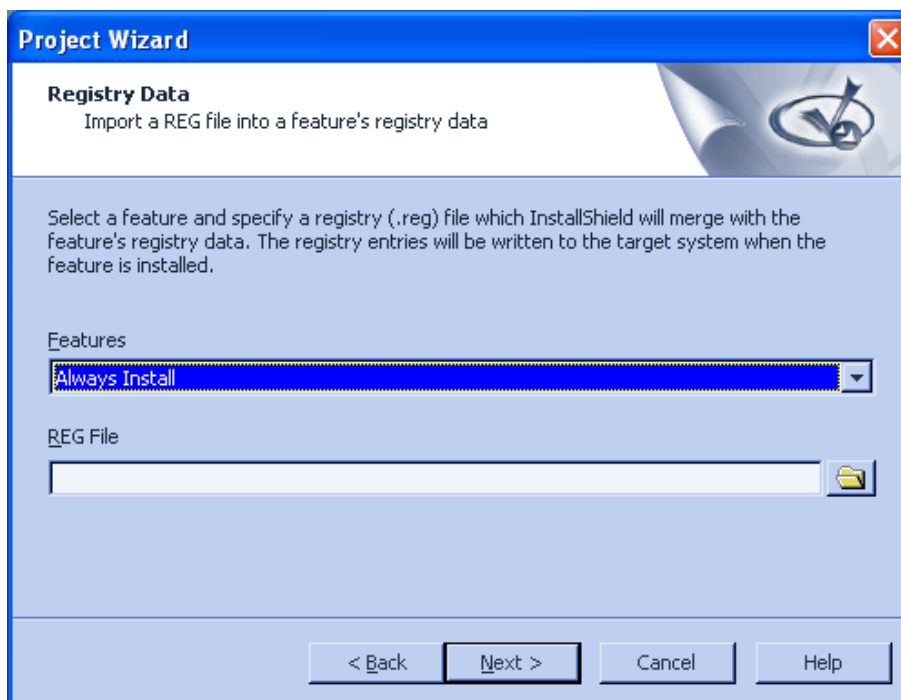 Project Wizard
Registry Data
Import a REG file into a feature's registry data
Select a feature and specify a registry (.reg) file which InstallShield will merge with the
feature's registry data. The registry entries will be written to the target system when the
feature is installed.
Features
Always Install
REG File
< Back Next > Cancel Help